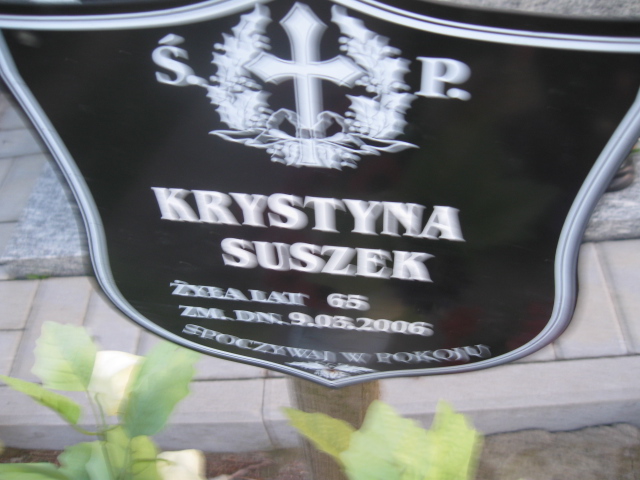 Ś. P.
KRYSTYNA
SUSZEK
ŻYŁA LAT 65
ZM. DN. 9.05.2006
SPOCZYWAJ W POKOJU